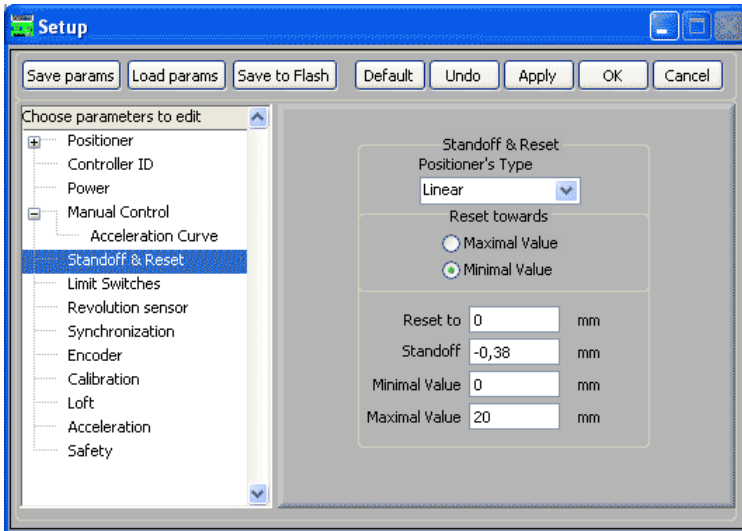 Setup
Save params Load params Save to Flash Default Undo Apply OK Cancel
Choose parameters to edit
Positioner
Controller ID
Power
Manual Control
Acceleration Curve
Standoff & Reset
Limit Switches
Revolution sensor
Synchronization
Encoder
Calibration
Loft
Acceleration
Safety
Standoff & Reset
Positioner's Type
Linear
Reset towards
Maximal Value
Minimal Value
Reset to 0 mm
Standoff -0,38 mm
Minimal Value 0 mm
Maximal Value 20 mm